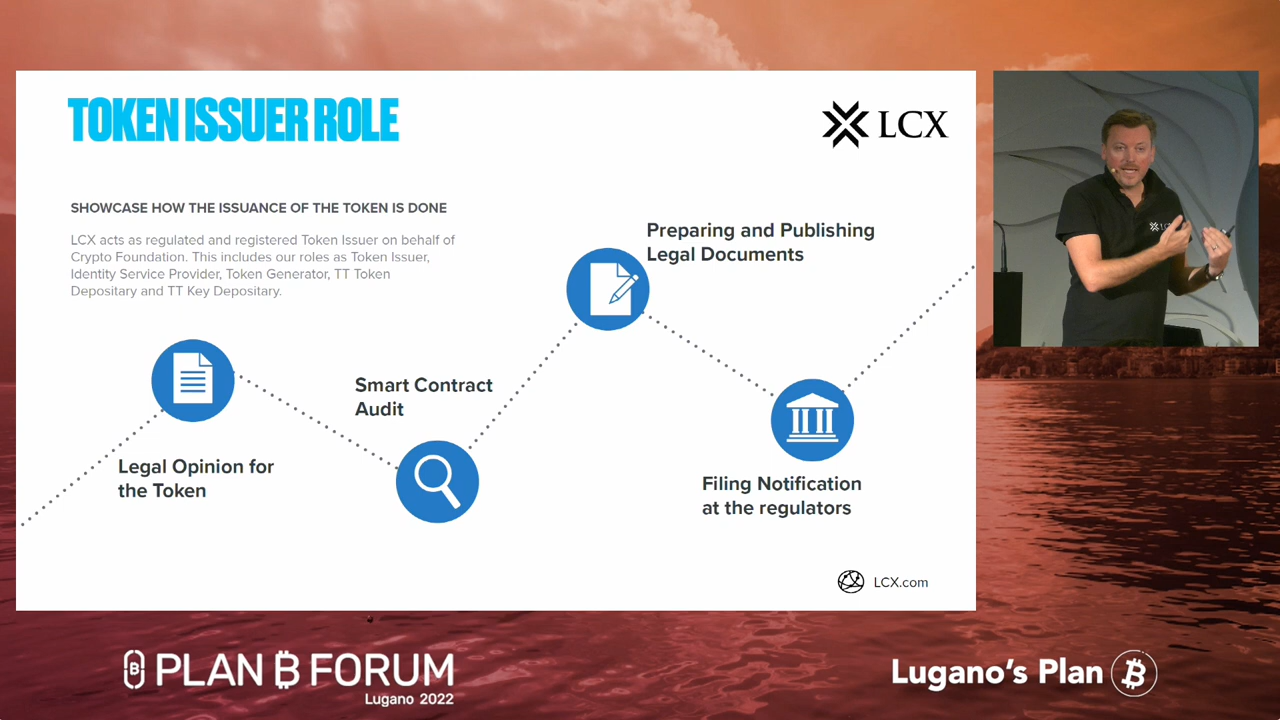 TOKEN ISSUER ROLE
LCX
SHOWCASE HOW THE ISSUANCE OF THE TOKEN IS DONE
LCX acts as regulated and registered Token Issuer on behalf of
Crypto Foundation. This includes our roles as Token Issuer,
Identity Service Provider, Token Generator, TT Token
Depositary and TT Key Depositary.
Preparing and Publishing
Legal Documents
Smart Contract
Audit
Legal Opinion for
the Token
Filing Notification
at the regulators
LCX.com
PLAN ₿ FORUM
Lugano 2022
Lugano's Plan ₿